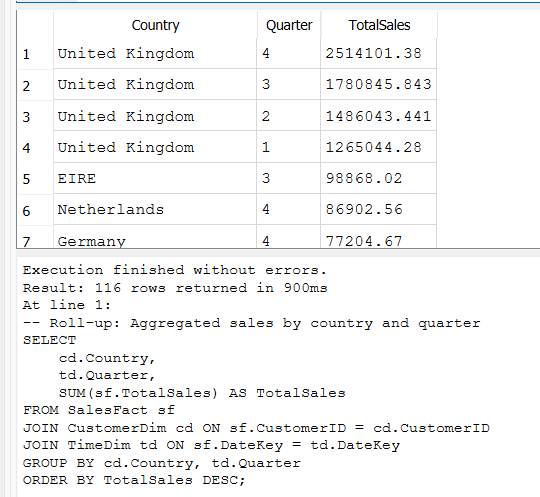 Country Quarter TotalSales
1 United Kingdom 4 2514101.38
2 United Kingdom 3 1780845.843
3 United Kingdom 2 1486043.441
4 United Kingdom 1 1265044.28
5 EIRE 3 98868.02
6 Netherlands 4 86902.56
7 Germany 4 77204.67
Execution finished without errors.
Result: 116 rows returned in 900ms
At line 1:
-- Roll-up: Aggregated sales by country and quarter
SELECT
    cd.Country,
    td.Quarter,
    SUM(sf.TotalSales) AS TotalSales
FROM SalesFact sf
JOIN CustomerDim cd ON sf.CustomerID = cd.CustomerID
JOIN TimeDim td ON sf.DateKey = td.DateKey
GROUP BY cd.Country, td.Quarter
ORDER BY TotalSales DESC;